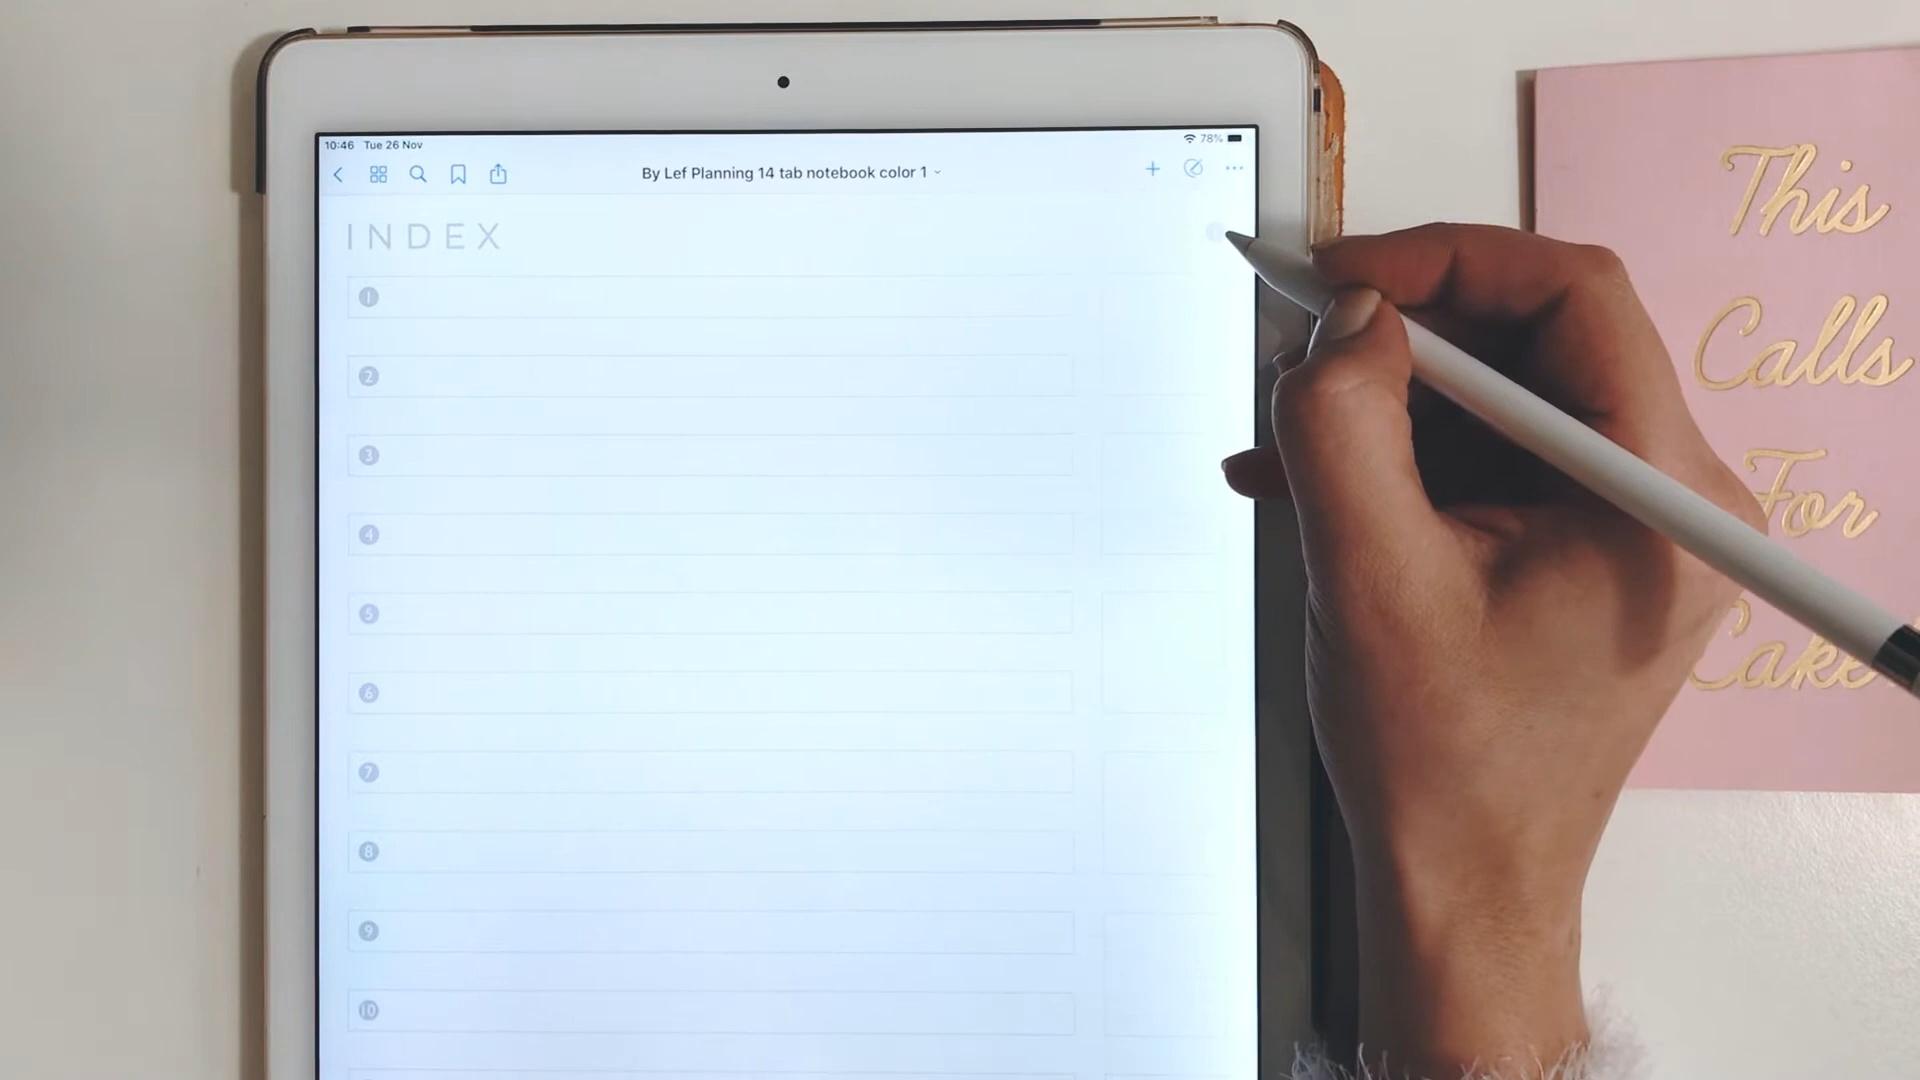 10:46 Tue 26 Nov
78%
By Lef Planning 14 tab notebook color 1
INDEX
1
2
3
4
5
6
7
8
9
10
This
Calls
For
Cake